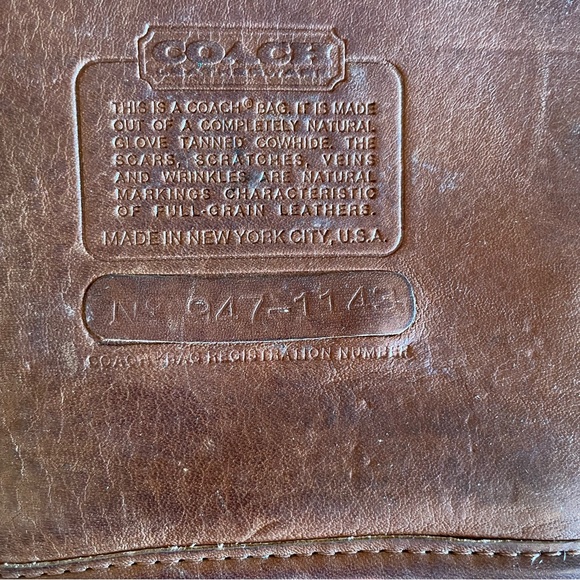 COACH
LEATHERWARE
THIS IS A COACH® BAG. IT IS MADE
OUT OF A COMPLETELY NATURAL
GLOVE TANNED COWHIDE. THE
SCARS, SCRATCHES, VEINS
AND WRINKLES ARE NATURAL
MARKINGS CHARACTERISTIC
OF FULL-GRAIN LEATHERS.
MADE IN NEW YORK CITY, U.S.A.
No 947-1143
COACH® BAG REGISTRATION NUMBER